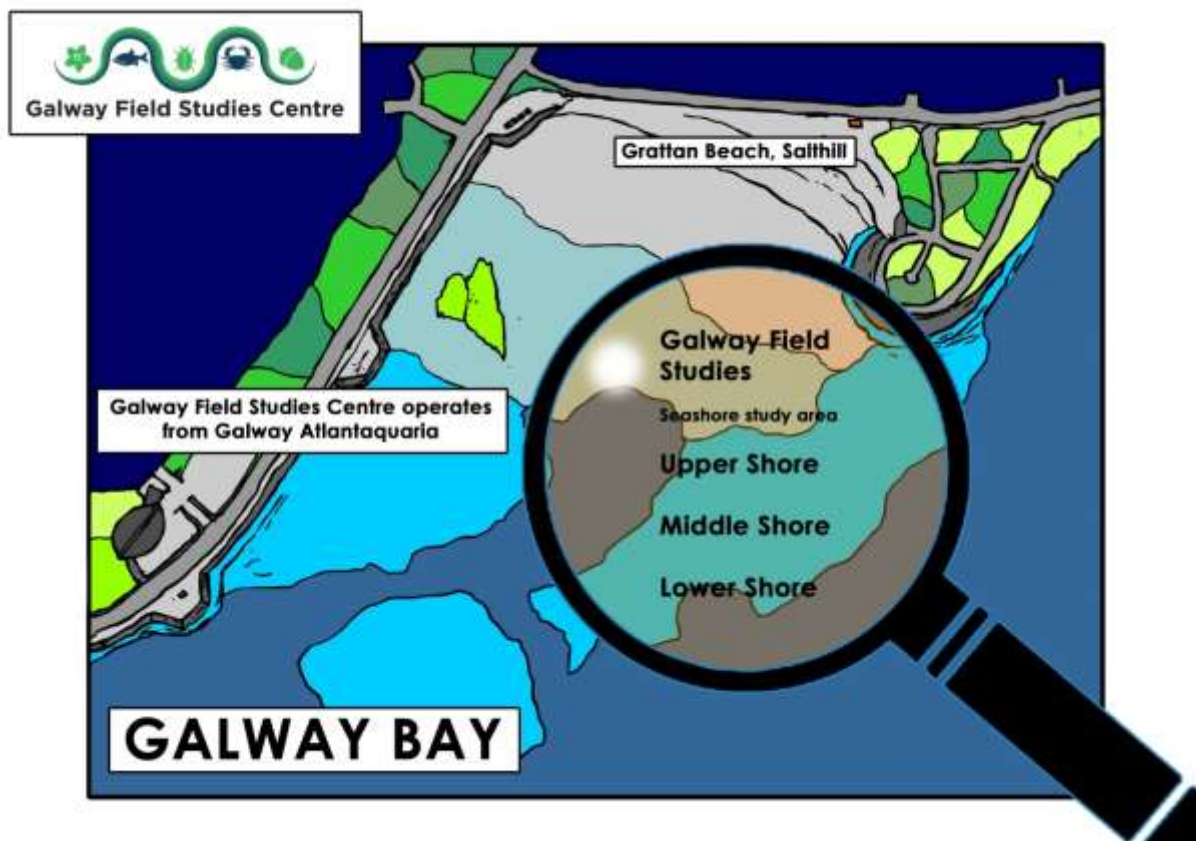 Galway Field Studies Centre
Grattan Beach, Salthill
Galway Field
Studies
Seashore study area
Upper Shore
Middle Shore
Lower Shore
Galway Field Studies Centre operates
from Galway Atlantaquaria
GALWAY BAY